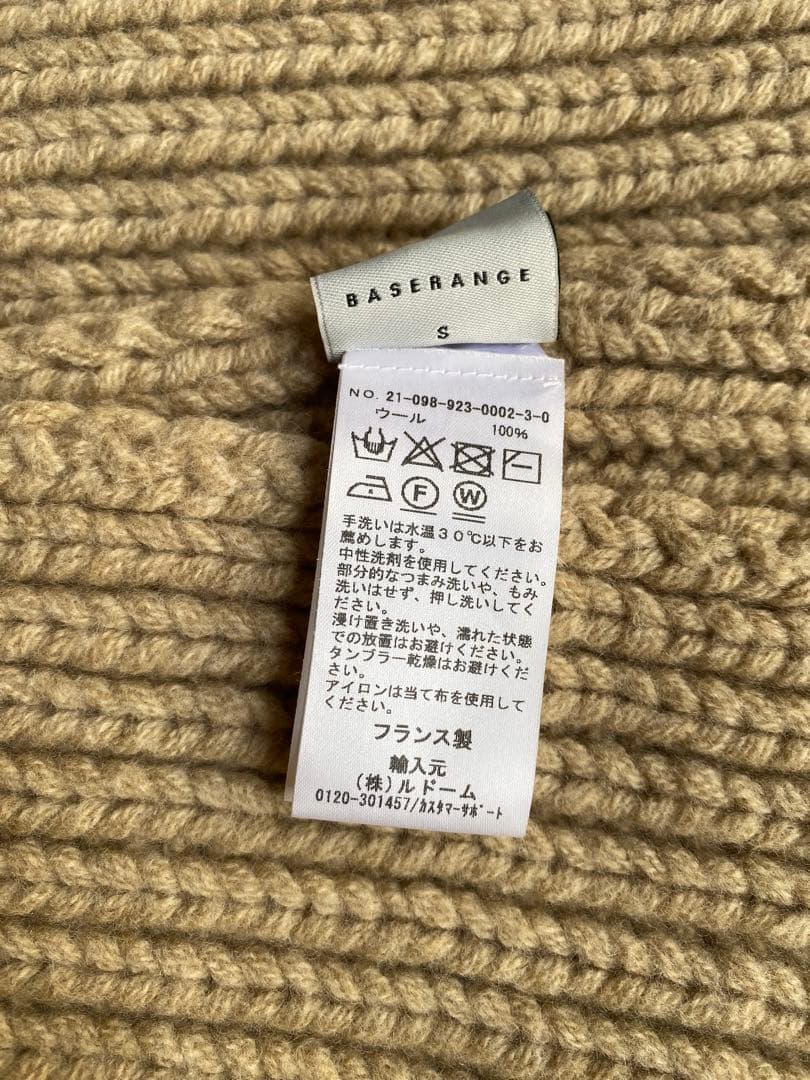 BASERANGE
S
NO. 21-098-923-0002-3-0
ウール 100%
F W
手洗いは水温30℃以下をお
薦めします。
中性洗剤を使用してください。
部分的なつまみ洗いや、もみ
洗いはせず、押し洗いしてく
ださい。
浸け置き洗いや、濡れた状態
での放置はお避けください。
タンブラー乾燥はお避けくだ
さい。
アイロンは当て布を使用して
ください。
フランス製
輸入元
(株)ルドーム
0120-301457/ｶｽﾀﾏｰｻﾎﾟｰﾄ